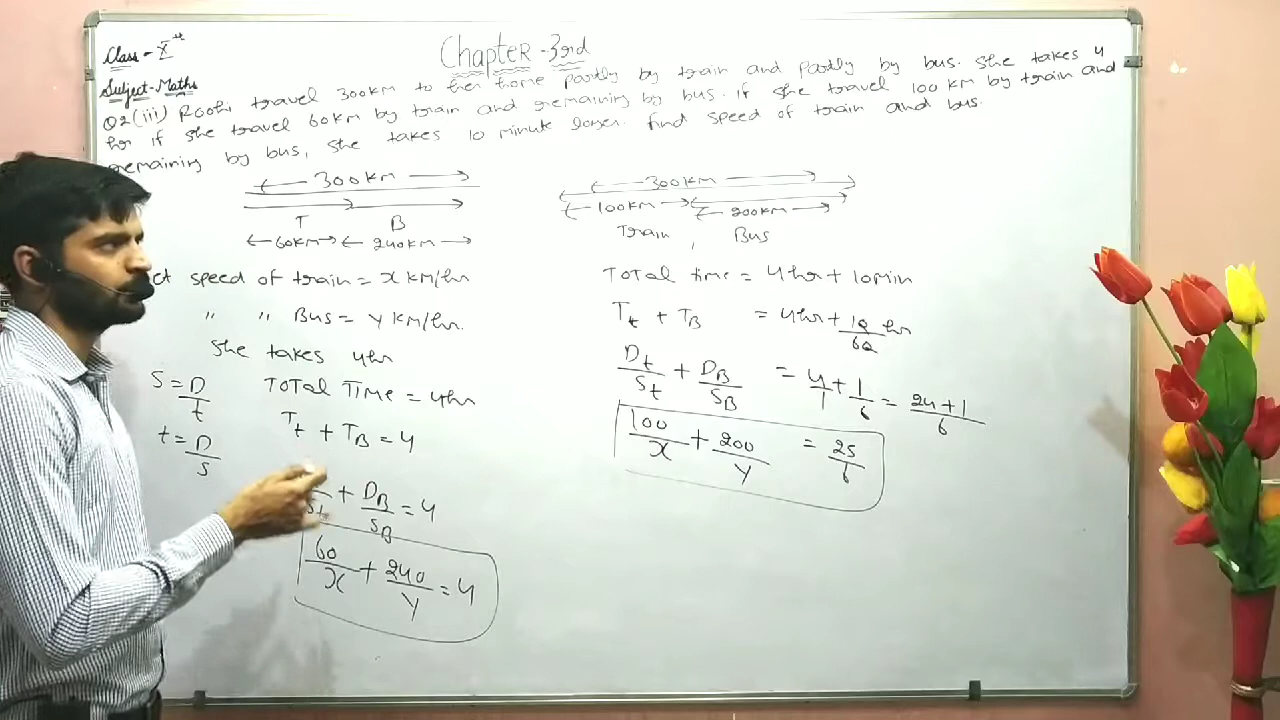 Class - Xst
Chapter - 3rd
Subject - Maths
Q2 (iii) Roohi travel 300KM to her home partly by train and partly by bus. She takes 4
hr if she travel 60KM by train and remaining by bus. If she travel 100 KM by train and
remaining by bus, she takes 10 minute longer. find speed of train and bus.
300KM
T B
60KM 240KM
speed of train = x KM/hr
" " Bus = Y KM/hr.
She takes 4hr
S = D/t
Total Time = 4hr
t = D/S
Tt + TB = 4
+ DB/SB = 4
60/x + 240/Y = 4
300KM
100KM 200KM
Train, Bus
Total time = 4hr + 10min
Tt + TB = 4hr + 10/60 hr
Dt/St + DB/SB = 4/1 + 1/6 = 24+1/6
100/x + 200/Y = 25/6